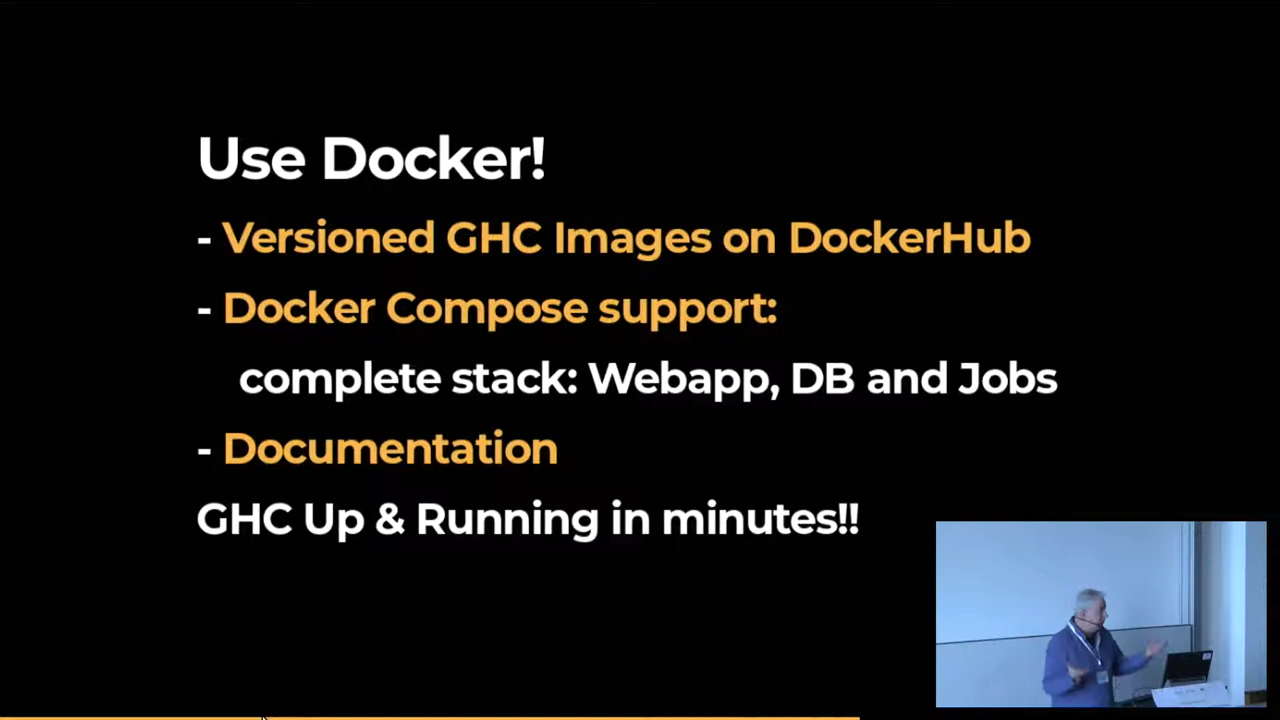 Use Docker!
- Versioned GHC Images on DockerHub
- Docker Compose support:
complete stack: Webapp, DB and Jobs
- Documentation
GHC Up & Running in minutes!!